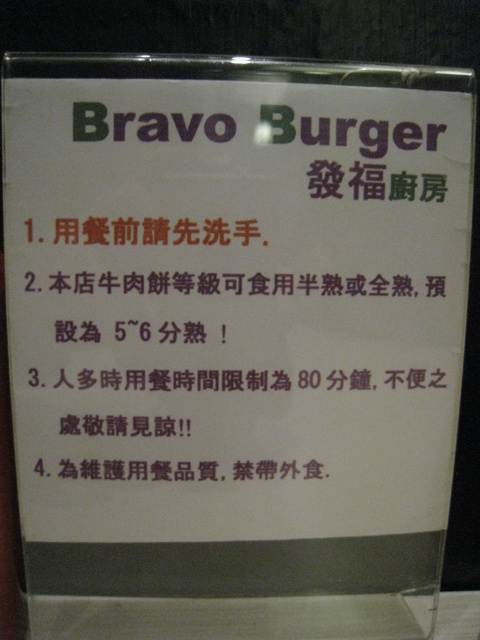 Bravo Burger
發福廚房
1. 用餐前請先洗手.
2. 本店牛肉餅等級可食用半熟或全熟, 預
設為 5~6 分熟 !
3. 人多時用餐時間限制為 80 分鐘, 不便之
處敬請見諒!!
4. 為維護用餐品質, 禁帶外食.